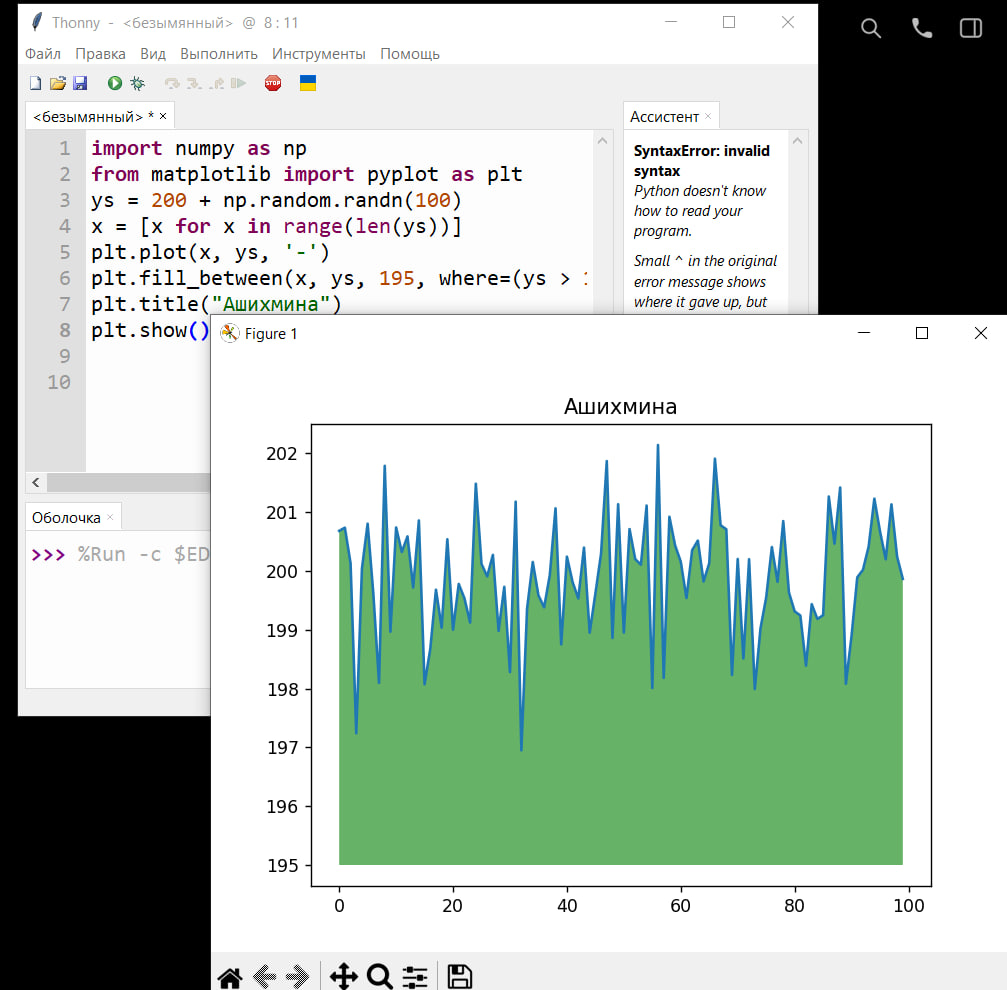 Thonny - <безымянный> @ 8:11
Файл Правка Вид Выполнить Инструменты Помощь
STOP
<безымянный> * ×
1 import numpy as np
2 from matplotlib import pyplot as plt
3 ys = 200 + np.random.randn(100)
4 x = [x for x in range(len(ys))]
5 plt.plot(x, ys, '-')
6 plt.fill_between(x, ys, 195, where=(ys >
7 plt.title("Ашихмина")
8 plt.show()
9
10
Ассистент ×
SyntaxError: invalid
syntax
Python doesn't know
how to read your
program.
Small ^ in the original
error message shows
where it gave up, but
Оболочка ×
>>> %Run -c $ED
Figure 1
Ашихмина
202
201
200
199
198
197
196
195
0 20 40 60 80 100